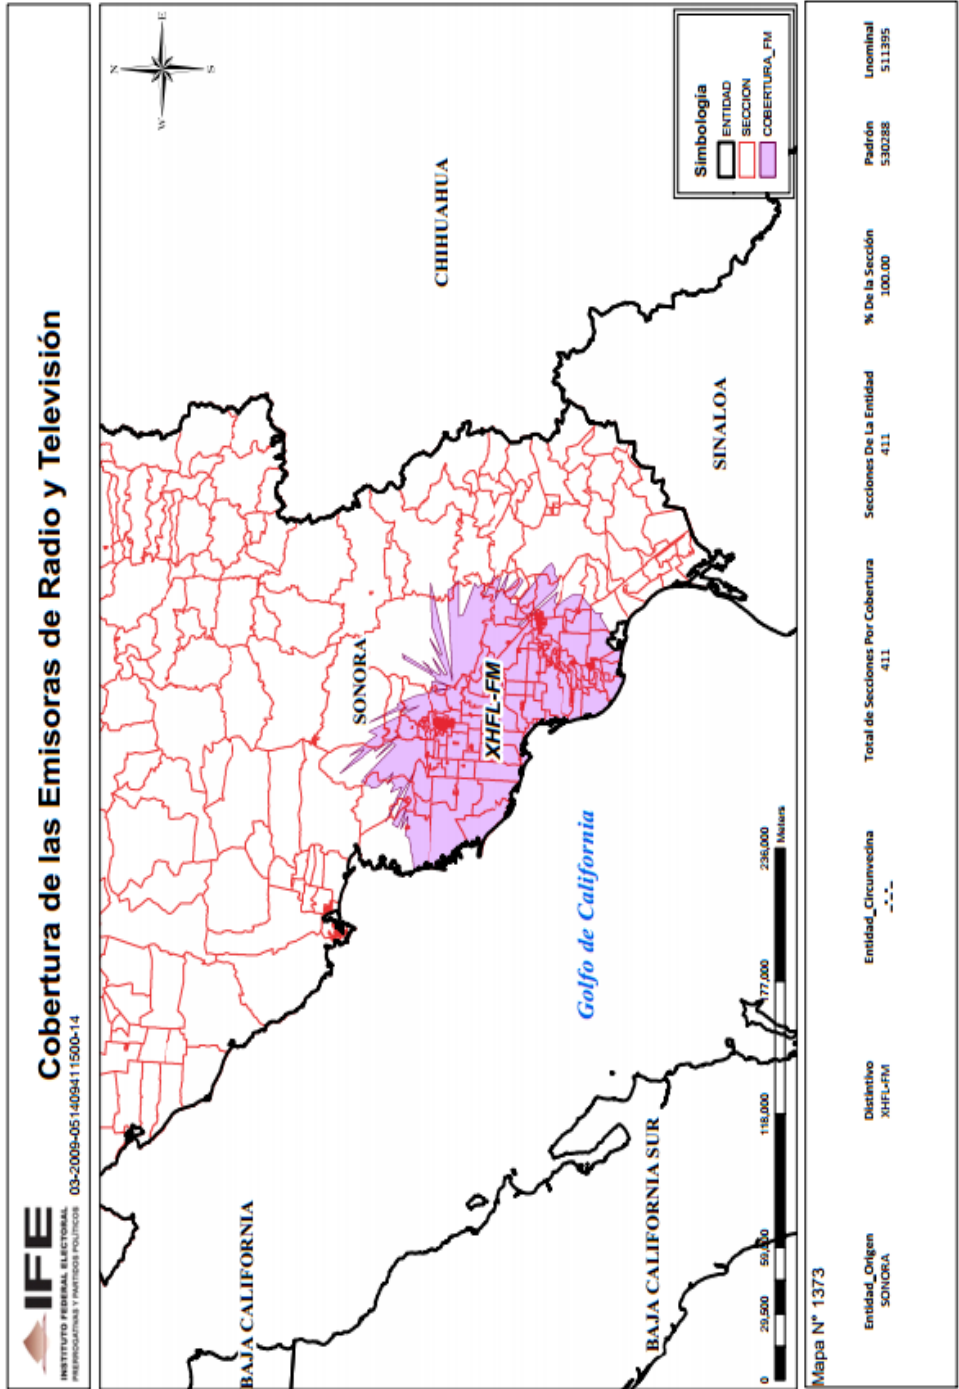 IFE
INSTITUTO FEDERAL ELECTORAL
PRERROGATIVAS Y PARTIDOS POLÍTICOS
Cobertura de las Emisoras de Radio y Televisión
03-2009-051409411500-14
N
E
S
W
CHIHUAHUA
SONORA
SINALOA
XHFL-FM
Golfo de California
BAJA CALIFORNIA
BAJA CALIFORNIA SUR
Simbología
ENTIDAD
SECCION
COBERTURA_FM
0 29,500 59,000 118,000 177,000 236,000
Meters
Mapa N° 1373
Entidad_Origen Distintivo Entidad_Circunvecina Total de Secciones Por Cobertura Secciones De La Entidad % De la Sección Padrón Lnominal
SONORA XHFL-FM -.-.- 411 411 100.00 530288 511395